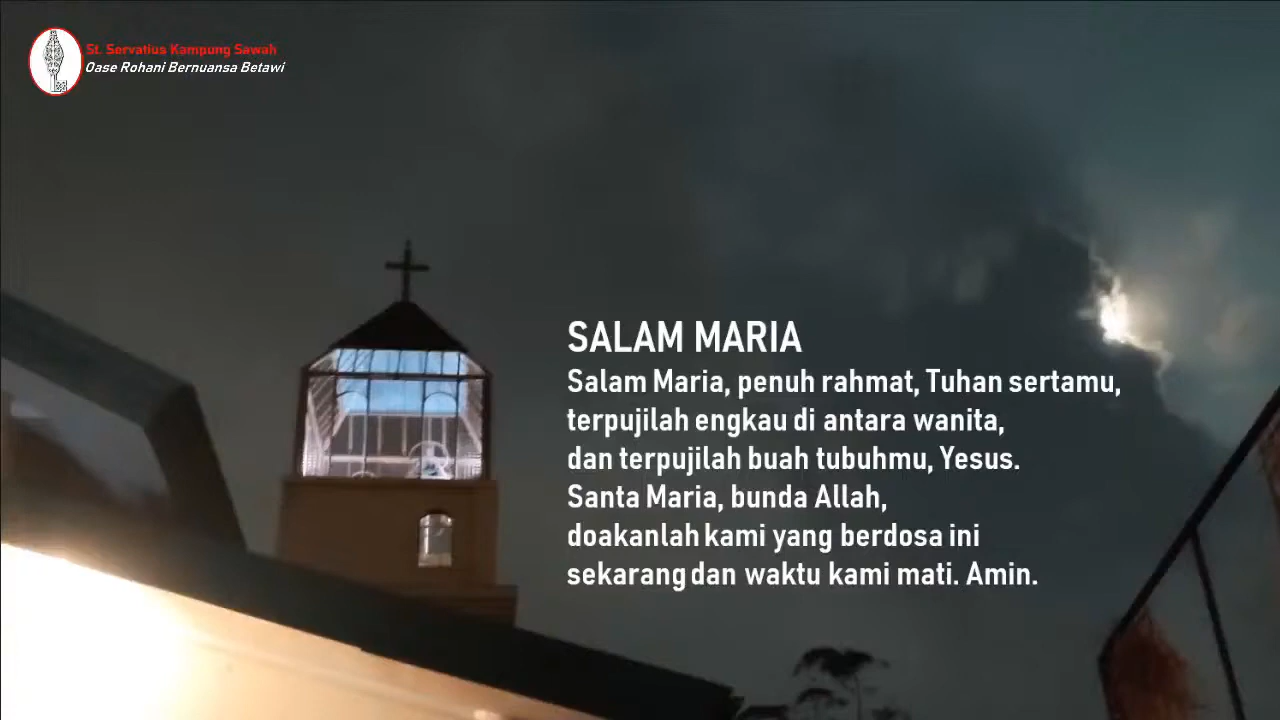 St. Servatius Kampung Sawah
Oase Rohani Bernuansa Betawi
SALAM MARIA
Salam Maria, penuh rahmat, Tuhan sertamu,
terpujilah engkau di antara wanita,
dan terpujilah buah tubuhmu, Yesus.
Santa Maria, bunda Allah,
doakanlah kami yang berdosa ini
sekarang dan waktu kami mati. Amin.